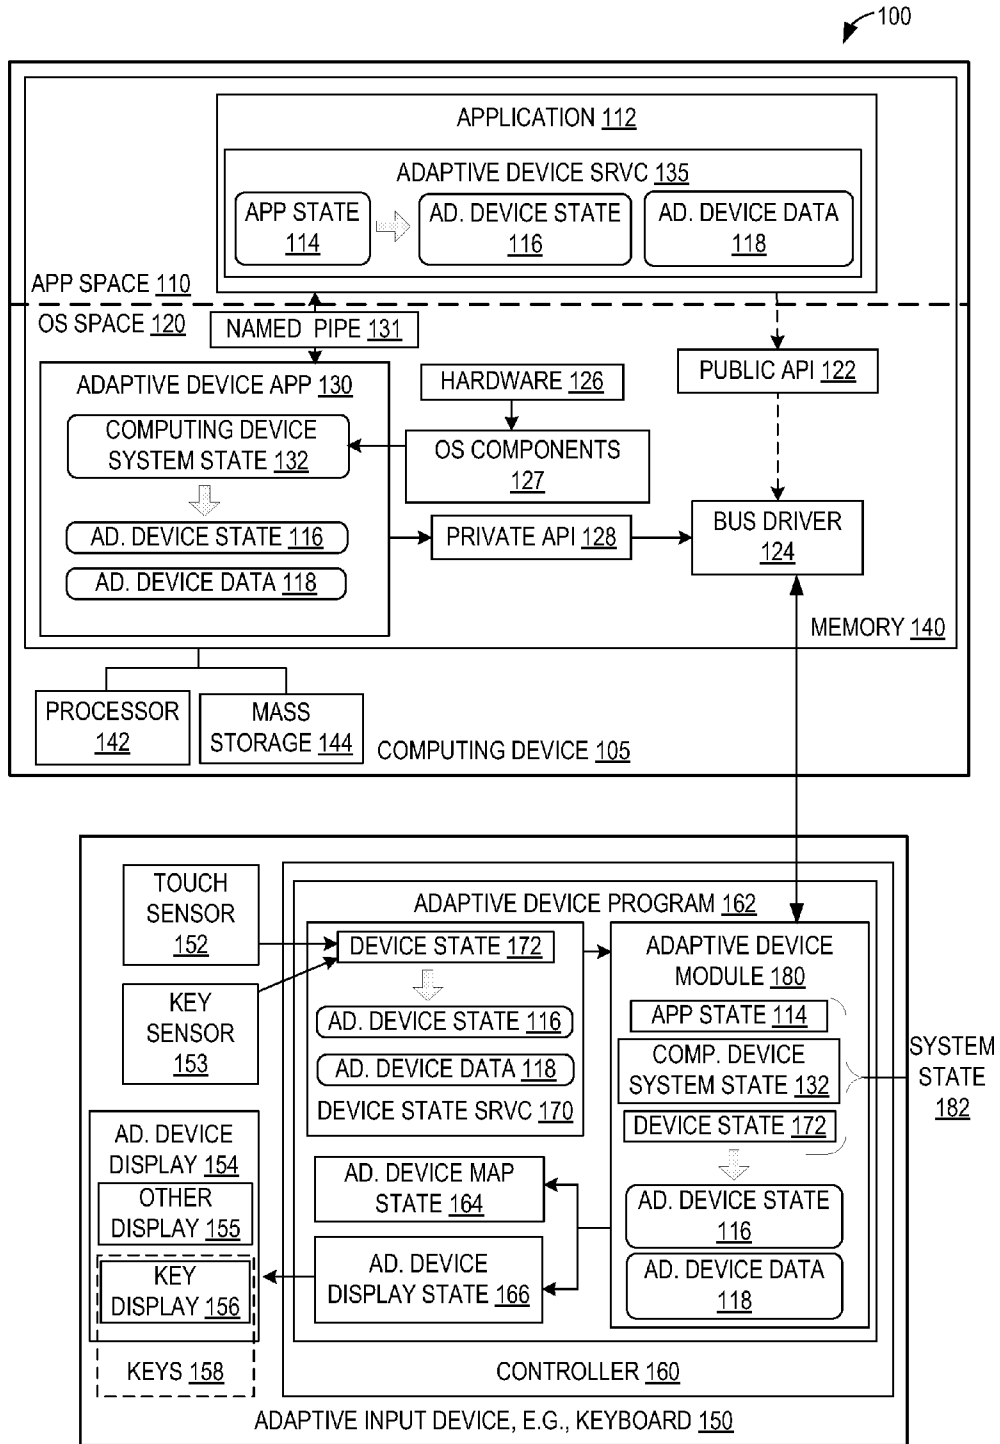 100
APPLICATION 112
ADAPTIVE DEVICE SRVC 135
APP STATE
114
AD. DEVICE STATE
116
AD. DEVICE DATA
118
APP SPACE 110
OS SPACE 120
NAMED PIPE 131
ADAPTIVE DEVICE APP 130
COMPUTING DEVICE
SYSTEM STATE 132
AD. DEVICE STATE 116
AD. DEVICE DATA 118
HARDWARE 126
OS COMPONENTS
127
PRIVATE API 128
PUBLIC API 122
BUS DRIVER
124
MEMORY 140
PROCESSOR
142
MASS
STORAGE 144
COMPUTING DEVICE 105
TOUCH
SENSOR
152
KEY
SENSOR
153
ADAPTIVE DEVICE PROGRAM 162
DEVICE STATE 172
AD. DEVICE STATE 116
AD. DEVICE DATA 118
DEVICE STATE SRVC 170
ADAPTIVE DEVICE
MODULE 180
APP STATE 114
COMP. DEVICE
SYSTEM STATE 132
DEVICE STATE 172
AD. DEVICE STATE
116
AD. DEVICE DATA
118
SYSTEM
STATE
182
AD. DEVICE
DISPLAY 154
OTHER
DISPLAY 155
KEY
DISPLAY 156
KEYS 158
AD. DEVICE MAP
STATE 164
AD. DEVICE
DISPLAY STATE 166
CONTROLLER 160
ADAPTIVE INPUT DEVICE, E.G., KEYBOARD 150